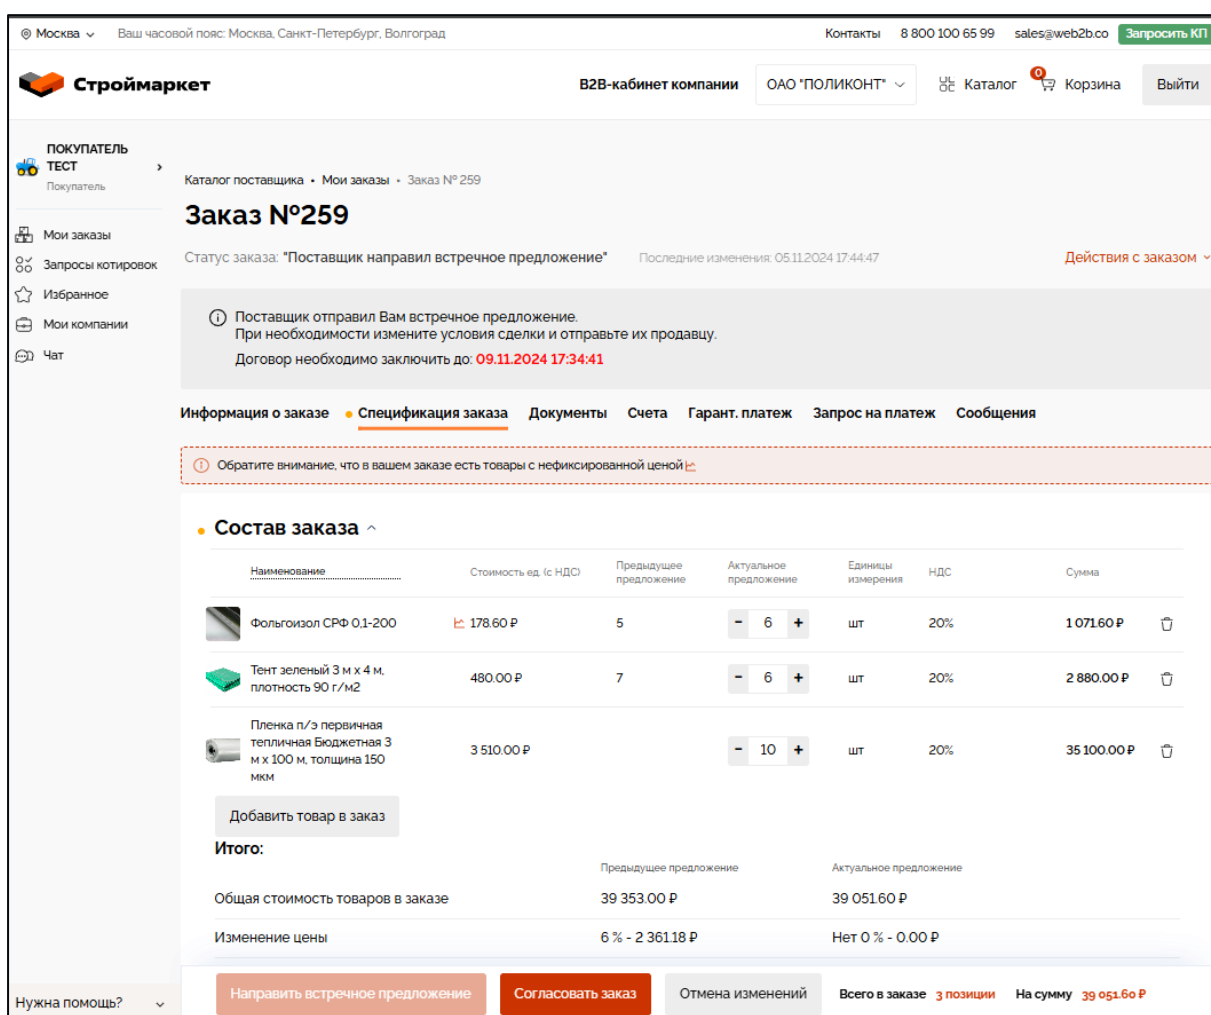 Москва
Ваш часовой пояс: Москва, Санкт-Петербург, Волгоград
Контакты 8 800 100 65 99 sales@web2b.co Запросить КП
Строймаркет
B2B-кабинет компании ОАО "ПОЛИКОНТ" Каталог 0 Корзина Выйти
ПОКУПАТЕЛЬ
ТЕСТ
Покупатель
Мои заказы
Запросы котировок
Избранное
Мои компании
Чат
Каталог поставщика • Мои заказы • Заказ № 259
Заказ №259
Статус заказа: "Поставщик направил встречное предложение" Последние изменения: 05.11.2024 17:44:47 Действия с заказом
Поставщик отправил Вам встречное предложение.
При необходимости измените условия сделки и отправьте их продавцу.
Договор необходимо заключить до: 09.11.2024 17:34:41
Информация о заказе Спецификация заказа Документы Счета Гарант. платеж Запрос на платеж Сообщения
Обратите внимание, что в вашем заказе есть товары с нефиксированной ценой
Состав заказа
Наименование Стоимость ед. (с НДС) Предыдущее предложение Актуальное предложение Единицы измерения НДС Сумма
Фольгоизол СРФ 0,1-200 178.60 ₽ 5 - 6 + шт 20% 1 071.60 ₽
Тент зеленый 3 м х 4 м,
плотность 90 г/м2 480.00 ₽ 7 - 6 + шт 20% 2 880.00 ₽
Пленка п/э первичная
тепличная Бюджетная 3
м х 100 м, толщина 150
мкм 3 510.00 ₽ - 10 + шт 20% 35 100.00 ₽
Добавить товар в заказ
Итого:
Предыдущее предложение Актуальное предложение
Общая стоимость товаров в заказе 39 353.00 ₽ 39 051.60 ₽
Изменение цены 6 % - 2 361.18 ₽ Нет 0 % - 0.00 ₽
Нужна помощь?
Направить встречное предложение Согласовать заказ Отмена изменений Всего в заказе 3 позиции На сумму 39 051.60 ₽